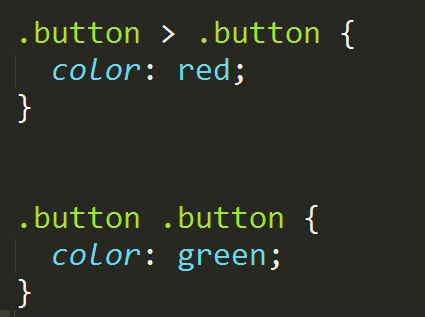 .button > .button {
  color: red;
}
.button .button {
  color: green;
}